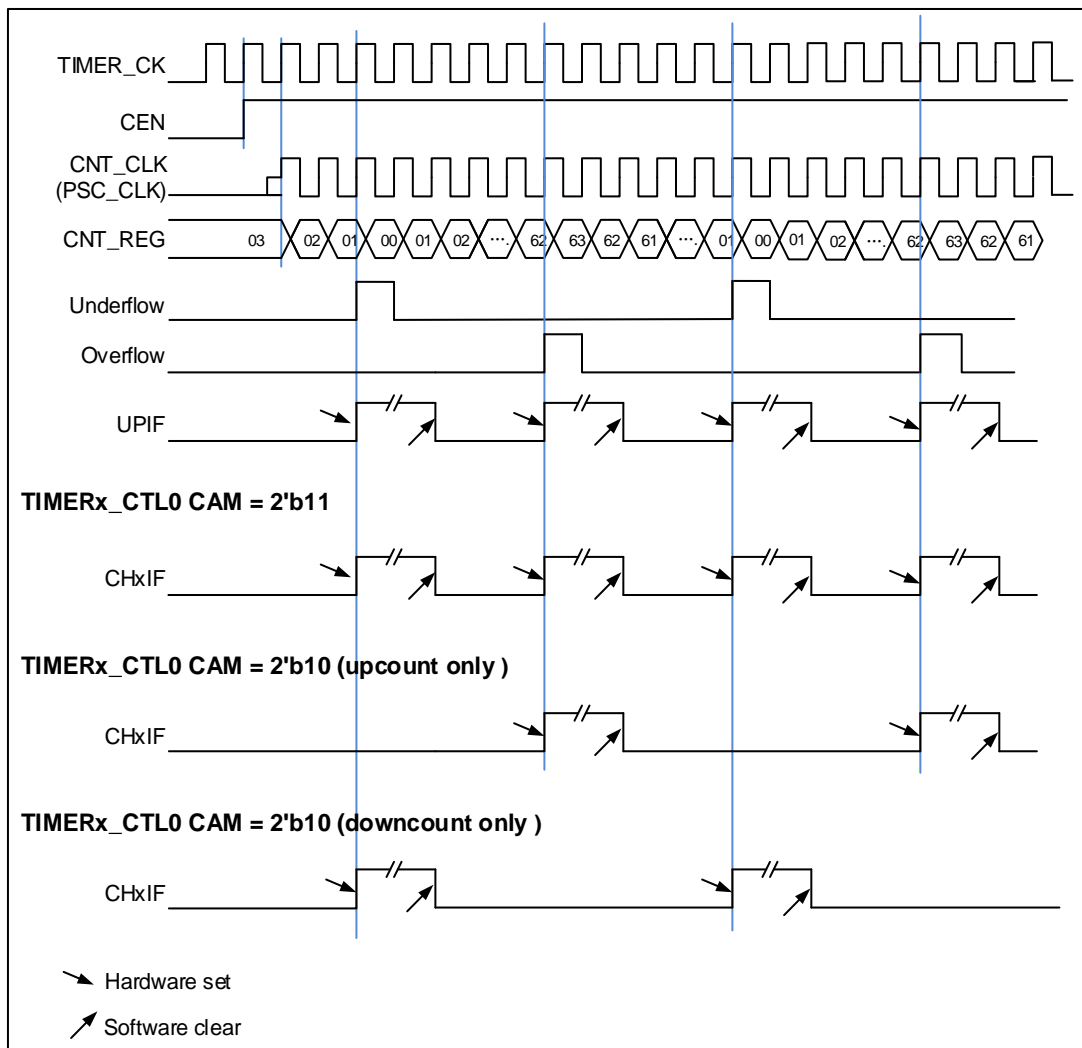 TIMER_CK
CEN
CNT_CLK
(PSC_CLK)
CNT_REG 03 02 01 00 01 02 .... 62 63 62 61 .... 01 00 01 02 .... 62 63 62 61
Underflow
Overflow
UPIF
TIMERx_CTL0 CAM = 2'b11
CHxIF
TIMERx_CTL0 CAM = 2'b10 (upcount only )
CHxIF
TIMERx_CTL0 CAM = 2'b10 (downcount only )
CHxIF
Hardware set
Software clear